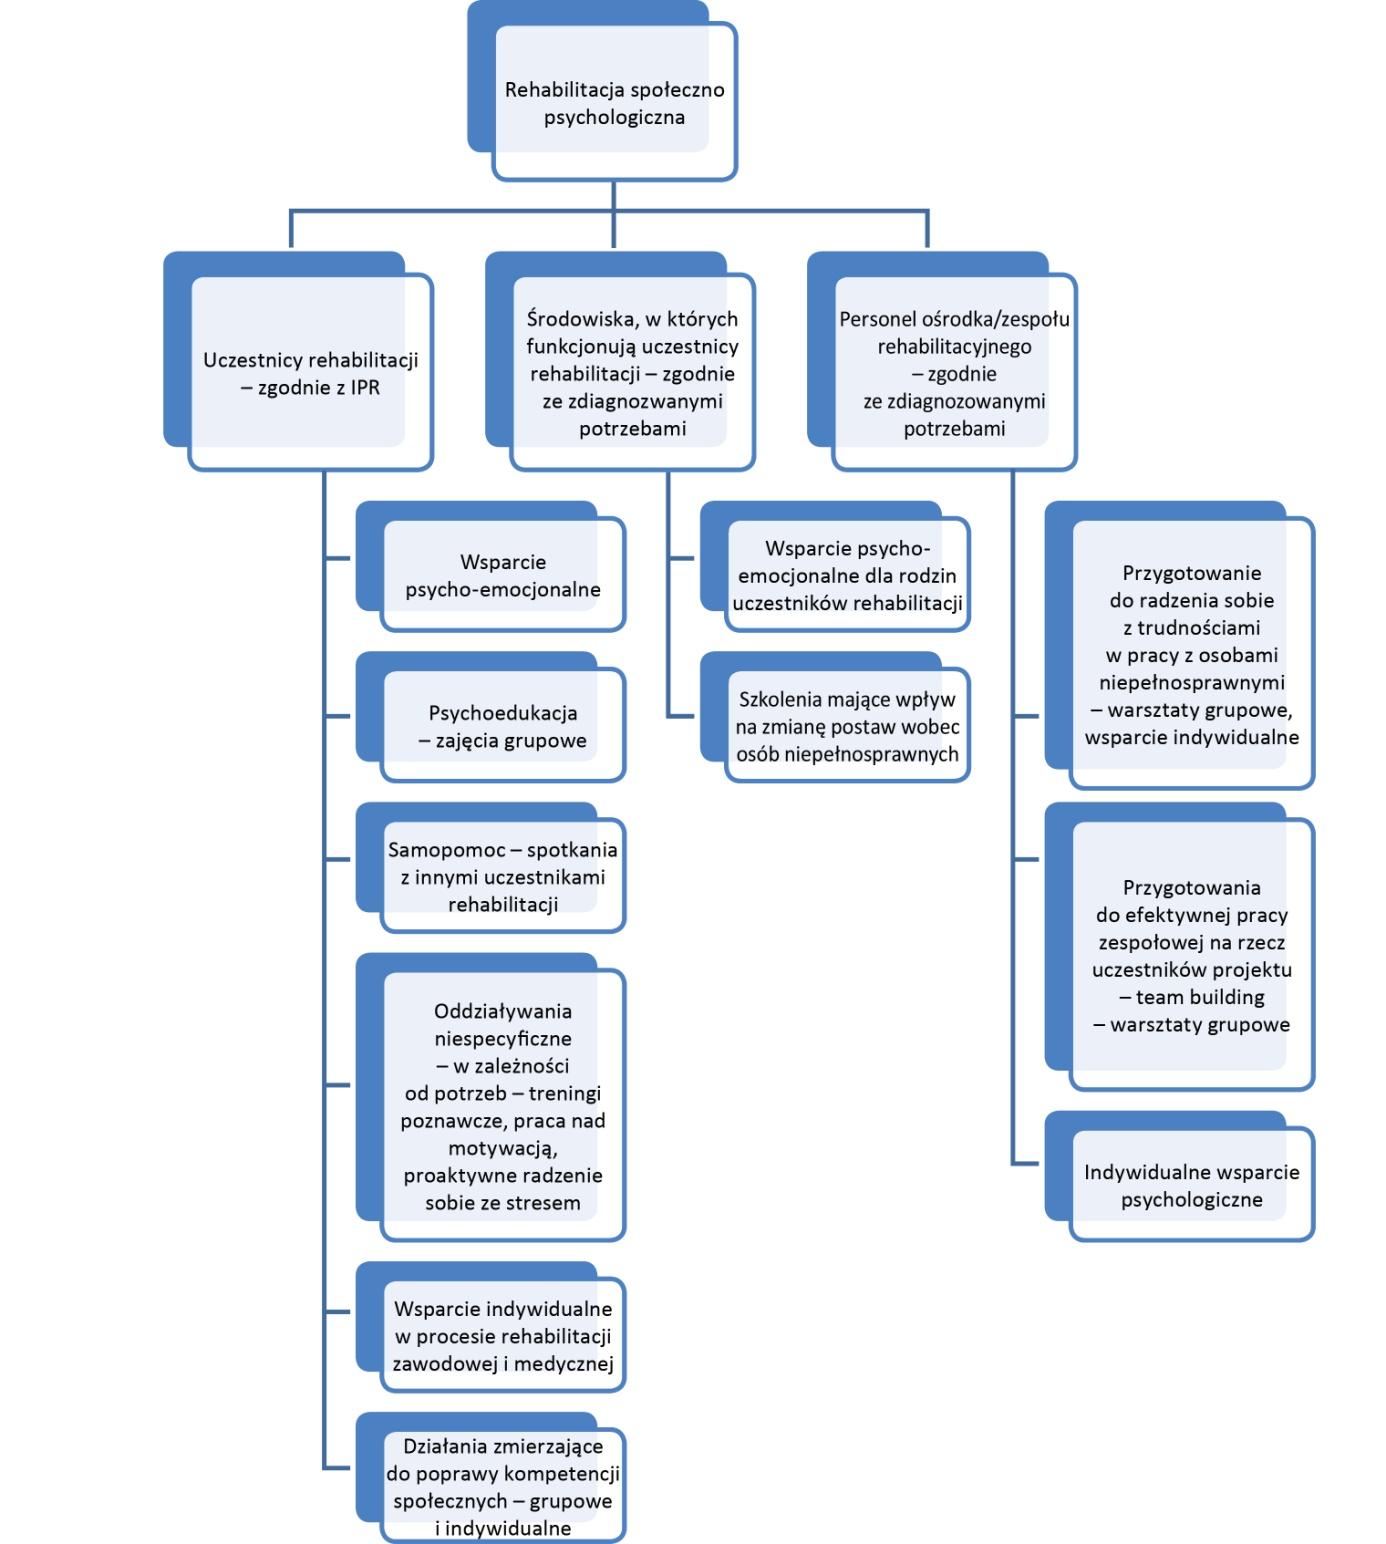 Rehabilitacja społeczno
psychologiczna
Uczestnicy rehabilitacji
– zgodnie z IPR
Środowiska, w których
funkcjonują uczestnicy
rehabilitacji – zgodnie
ze zdiagnozwanymi
potrzebami
Personel ośrodka/zespołu
rehabilitacyjnego
– zgodnie
ze zdiagnozowanymi
potrzebami
Wsparcie
psycho-emocjonalne
Psychoedukacja
– zajęcia grupowe
Samopomoc – spotkania
z innymi uczestnikami
rehabilitacji
Oddziaływania
niespecyficzne
– w zależności
od potrzeb – treningi
poznawcze, praca nad
motywacją,
proaktywne radzenie
sobie ze stresem
Wsparcie indywidualne
w procesie rehabilitacji
zawodowej i medycznej
Działania zmierzające
do poprawy kompetencji
społecznych – grupowe
i indywidualne
Wsparcie psycho-
emocjonalne dla rodzin
uczestników rehabilitacji
Szkolenia mające wpływ
na zmianę postaw wobec
osób niepełnosprawnych
Przygotowanie
do radzenia sobie
z trudnościami
w pracy z osobami
niepełnosprawnymi
– warsztaty grupowe,
wsparcie indywidualne
Przygotowania
do efektywnej pracy
zespołowej na rzecz
uczestników projektu
– team building
– warsztaty grupowe
Indywidualne wsparcie
psychologiczne